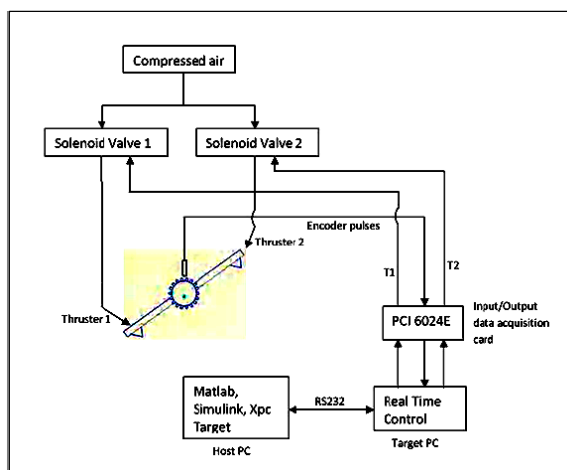 Compressed air
Solenoid Valve 1
Solenoid Valve 2
Thruster 2
Encoder pulses
T1
T2
Thruster 1
PCI 6024E
Input/Output
data acquisition
card
Matlab,
Simulink, Xpc
Target
RS232
Real Time
Control
Host PC
Target PC